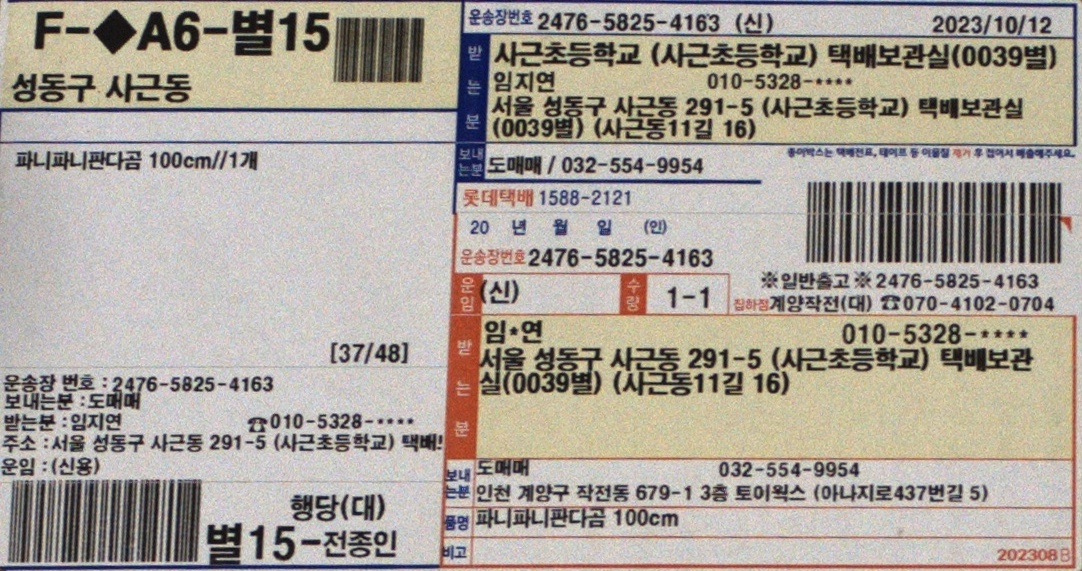 F-◆A6-별15
성동구 사근동
파니파니판다곰 100cm//1개
[37/48]
운송장 번호 : 2476-5825-4163
보내는분 : 도매매
받는분 : 임지연 ☎010-5328-****
주소 : 서울 성동구 사근동 291-5 (사근초등학교) 택배!
운임 : (신용)
행당(대)
별15-전종인
운송장번호 2476-5825-4163 (신) 2023/10/12
받는분
사근초등학교 (사근초등학교) 택배보관실(0039별)
임지연 010-5328-****
서울 성동구 사근동 291-5 (사근초등학교) 택배보관실
(0039별) (사근동11길 16)
보내는분 도매매 / 032-554-9954
종이박스는 택배전표, 테이프 등 이물질 제거 후 접어서 배출해주세요.
롯데택배 1588-2121
20 년 월 일 (인)
운송장번호 2476-5825-4163
※일반출고※ 2476-5825-4163
운임 (신) 수량 1-1 집하점 계양작전(대) ☎070-4102-0704
받는분
임*연 010-5328-****
서울 성동구 사근동 291-5 (사근초등학교) 택배보관
실(0039별) (사근동11길 16)
보내는분 도매매 032-554-9954
인천 계양구 작전동 679-1 3층 토이웍스 (아나지로437번길 5)
품명 파니파니판다곰 100cm
비고
202308B